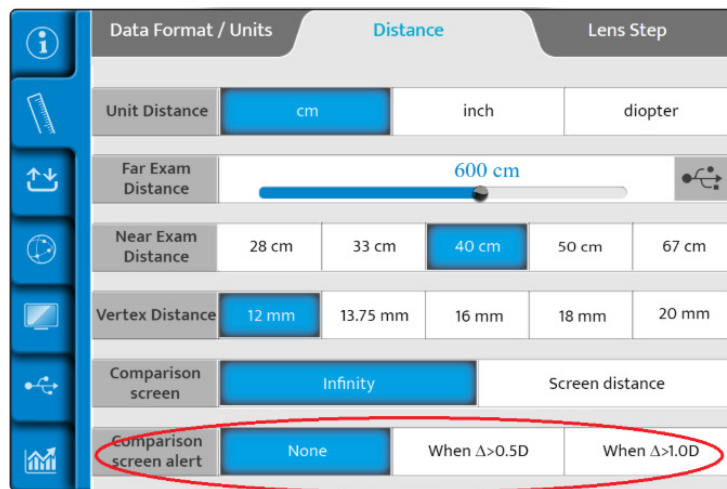 Data Format / Units Distance Lens Step
Unit Distance cm inch diopter
600 cm
Far Exam
Distance
Near Exam
Distance
28 cm 33 cm 40 cm 50 cm 67 cm
Vertex Distance 12 mm 13.75 mm 16 mm 18 mm 20 mm
Comparison
screen
Infinity Screen distance
Comparison
screen alert
None When Δ>0.5D When Δ>1.0D